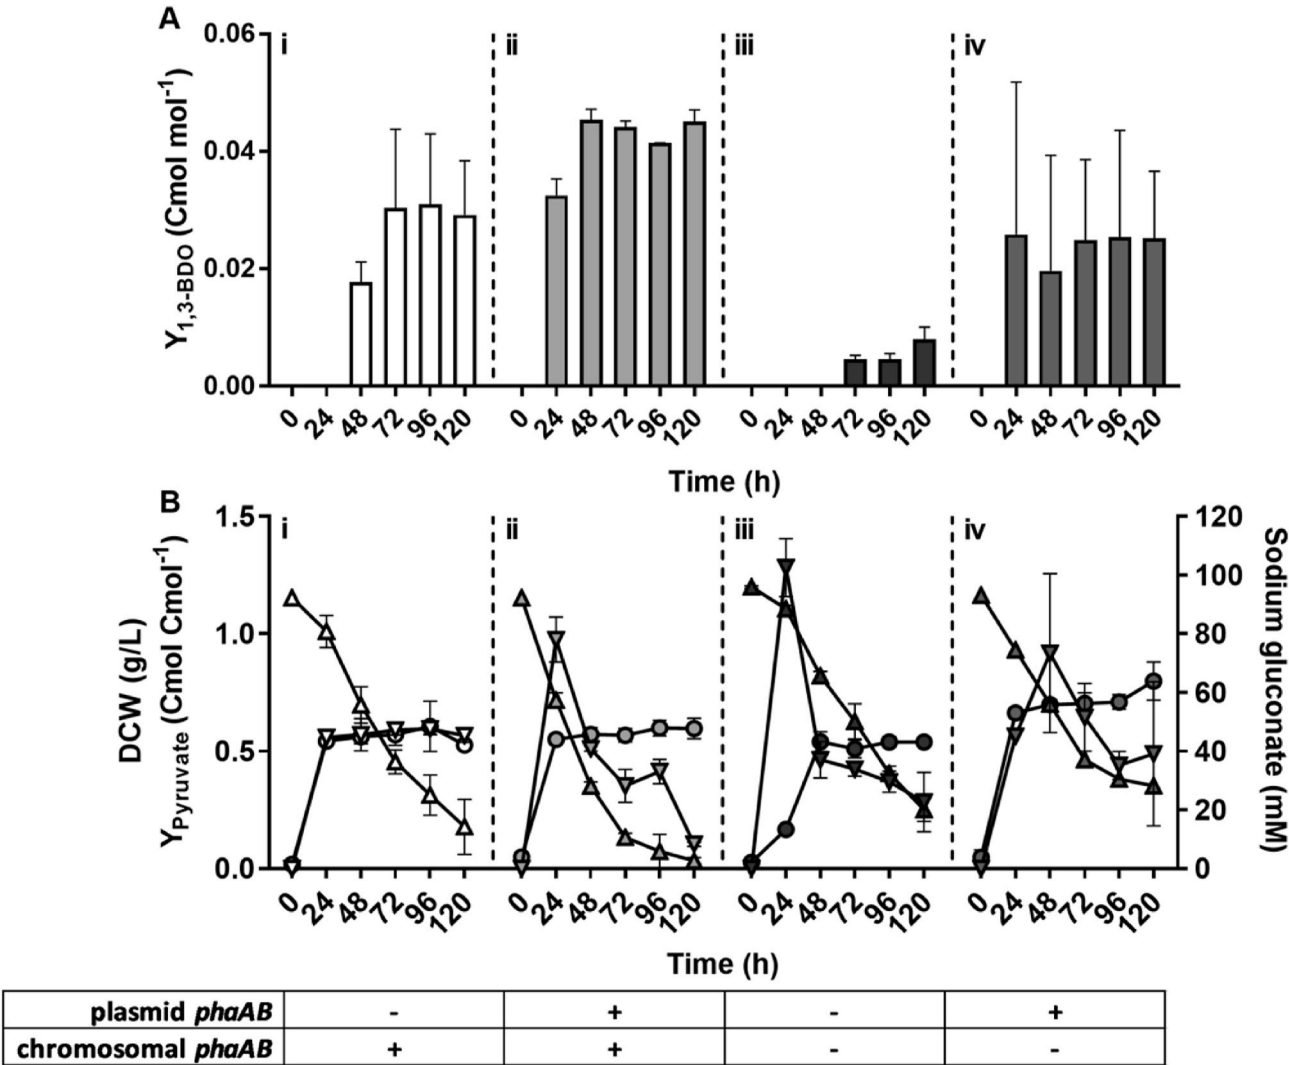 A
i ii iii iv
Y1,3-BDO (Cmol mol-1)
0.06
0.04
0.02
0.00
0 24 48 72 96 120 0 24 48 72 96 120 0 24 48 72 96 120 0 24 48 72 96 120
Time (h)
B
i ii iii iv
DCW (g/L)
YPyruvate (Cmol Cmol-1)
1.5
1.0
0.5
0.0
120
100
80
60
40
20
0
Sodium gluconate (mM)
0 24 48 72 96 120 0 24 48 72 96 120 0 24 48 72 96 120 0 24 48 72 96 120
Time (h)
plasmid phaAB - + - +
chromosomal phaAB + + - -